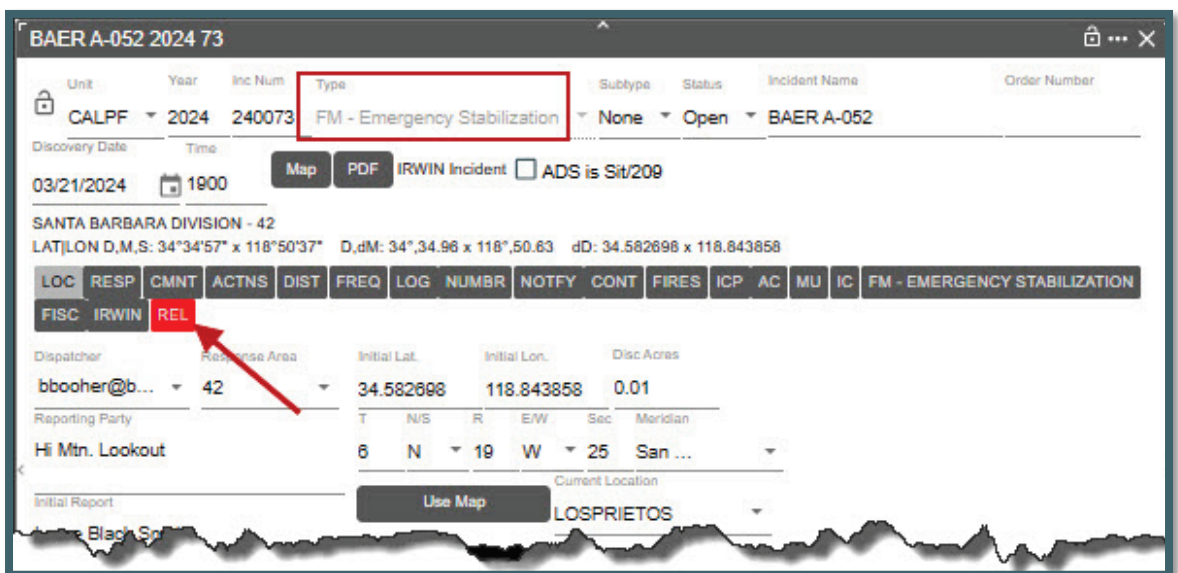 BAER A-052 2024 73
Unit Year Inc Num Type Subtype Status Incident Name Order Number
CALPF 2024 240073 FM - Emergency Stabilization None Open BAER A-052
Discovery Date Time
Map PDF IRWIN Incident ADS is Sit/209
03/21/2024 1900
SANTA BARBARA DIVISION - 42
LAT|LON D,M,S: 34°34'57" x 118°50'37" D,dM: 34°,34.96 x 118°,50.63 dD: 34.582698 x 118.843858
LOC RESP CMNT ACTNS DIST FREQ LOG NUMBR NOTFY CONT FIRES ICP AC MU IC FM - EMERGENCY STABILIZATION
FISC IRWIN REL
Dispatcher Response Area Initial Lat. Initial Lon. Disc Acres
bbooher@b... 42 34.582698 118.843858 0.01
Reporting Party T N/S R E/W Sec Meridian
Hi Mtn. Lookout 6 N 19 W 25 San ...
Current Location
Initial Report Use Map LOSPRIETOS
Black